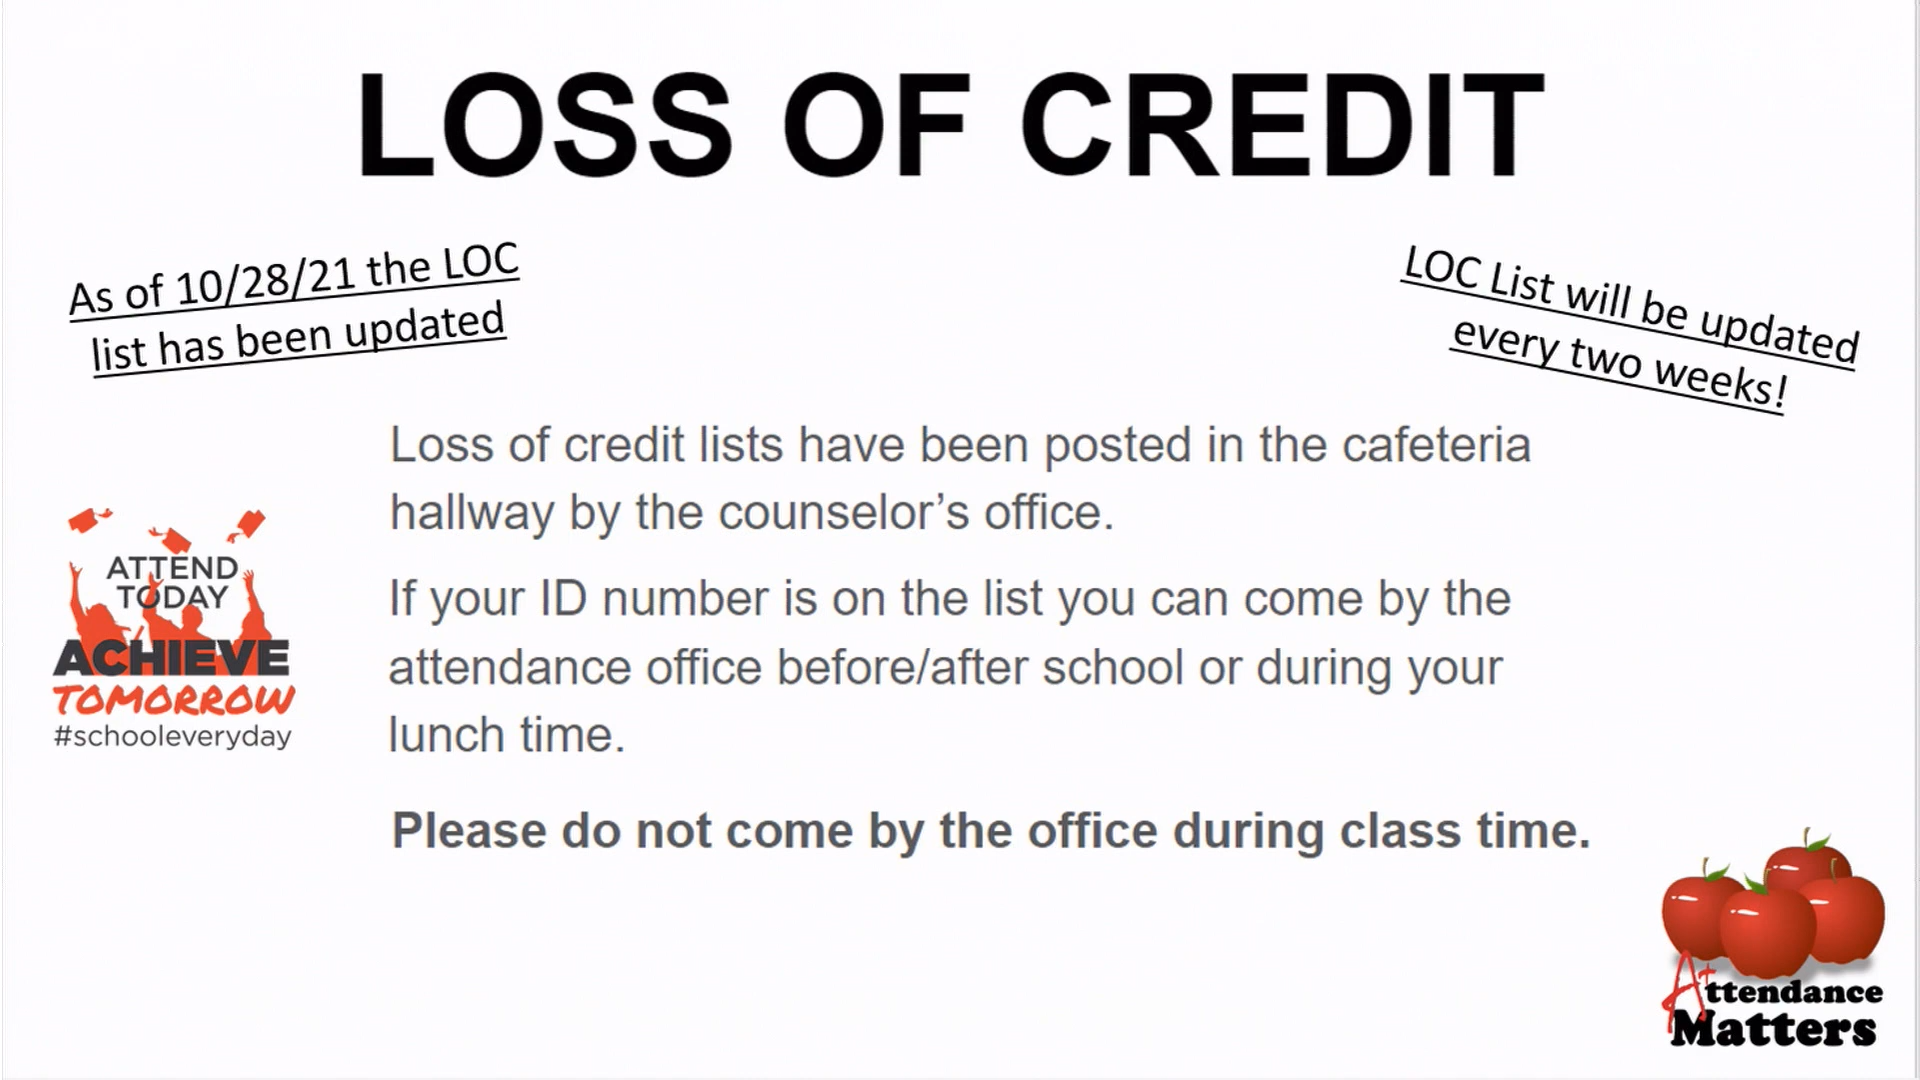 LOSS OF CREDIT
As of 10/28/21 the LOC
list has been updated
LOC List will be updated
every two weeks!
Loss of credit lists have been posted in the cafeteria
hallway by the counselor’s office.
If your ID number is on the list you can come by the
attendance office before/after school or during your
lunch time.
Please do not come by the office during class time.
ATTEND
TODAY
ACHIEVE
TOMORROW
#schooleveryday
A+ttendance
Matters